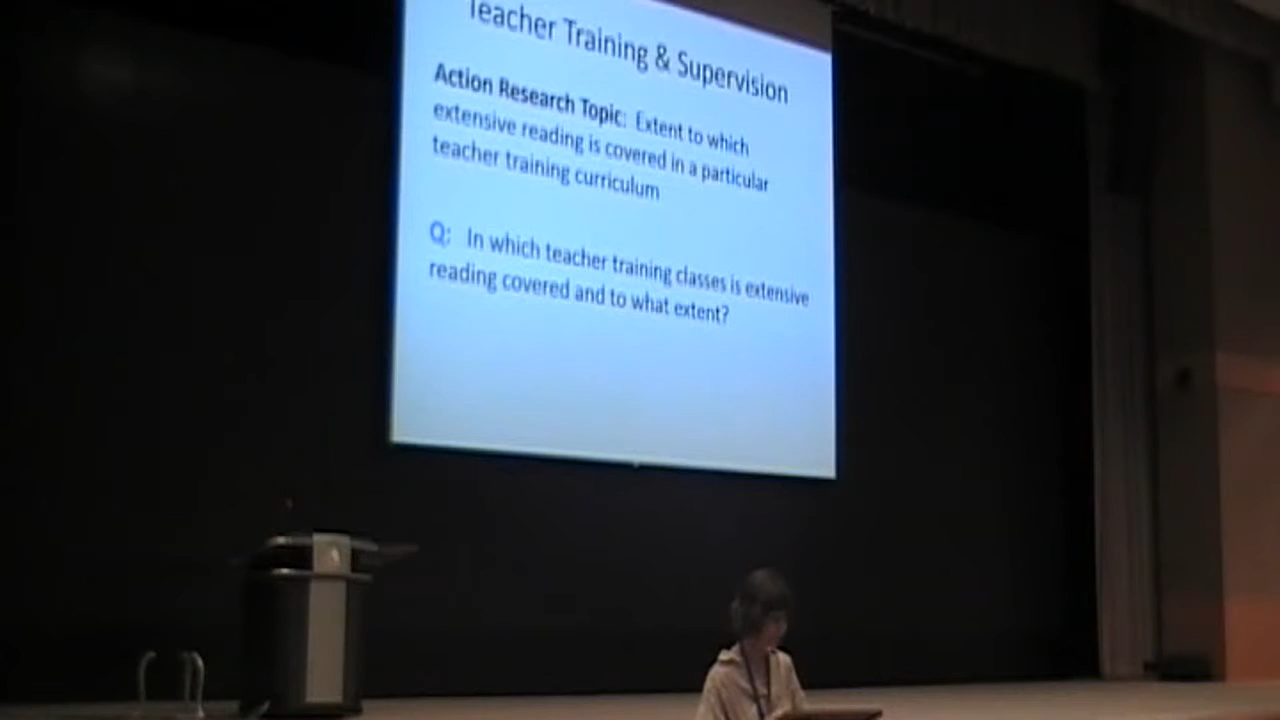 Teacher Training & Supervision
Action Research Topic: Extent to which
extensive reading is covered in a particular
teacher training curriculum
Q: In which teacher training classes is extensive
reading covered and to what extent?